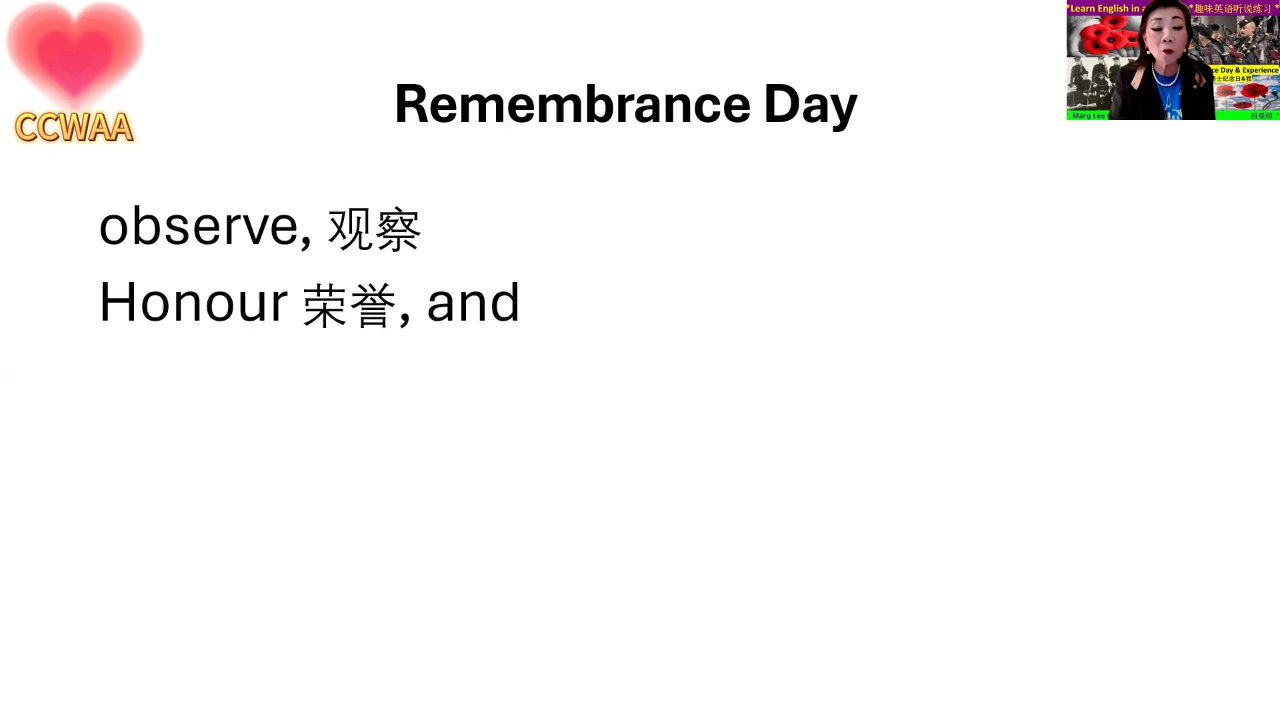 CCWAA
Remembrance Day
observe, 观察
Honour 荣誉, and
*Learn English in a
*趣味英语听说练习 *
ce Day & Experience
Mary Lee